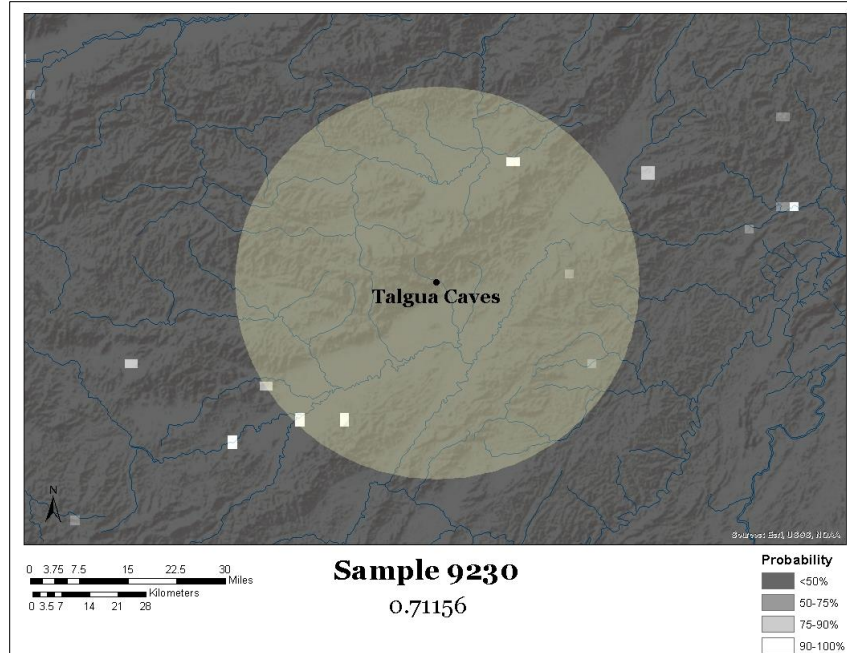 Talgua Caves
N
Sources: Esri, USGS, NOAA
0 3.75 7.5 15 22.5 30
Miles
Kilometers
0 3.5 7 14 21 28
Sample 9230
0.71156
Probability
<50%
50-75%
75-90%
90-100%